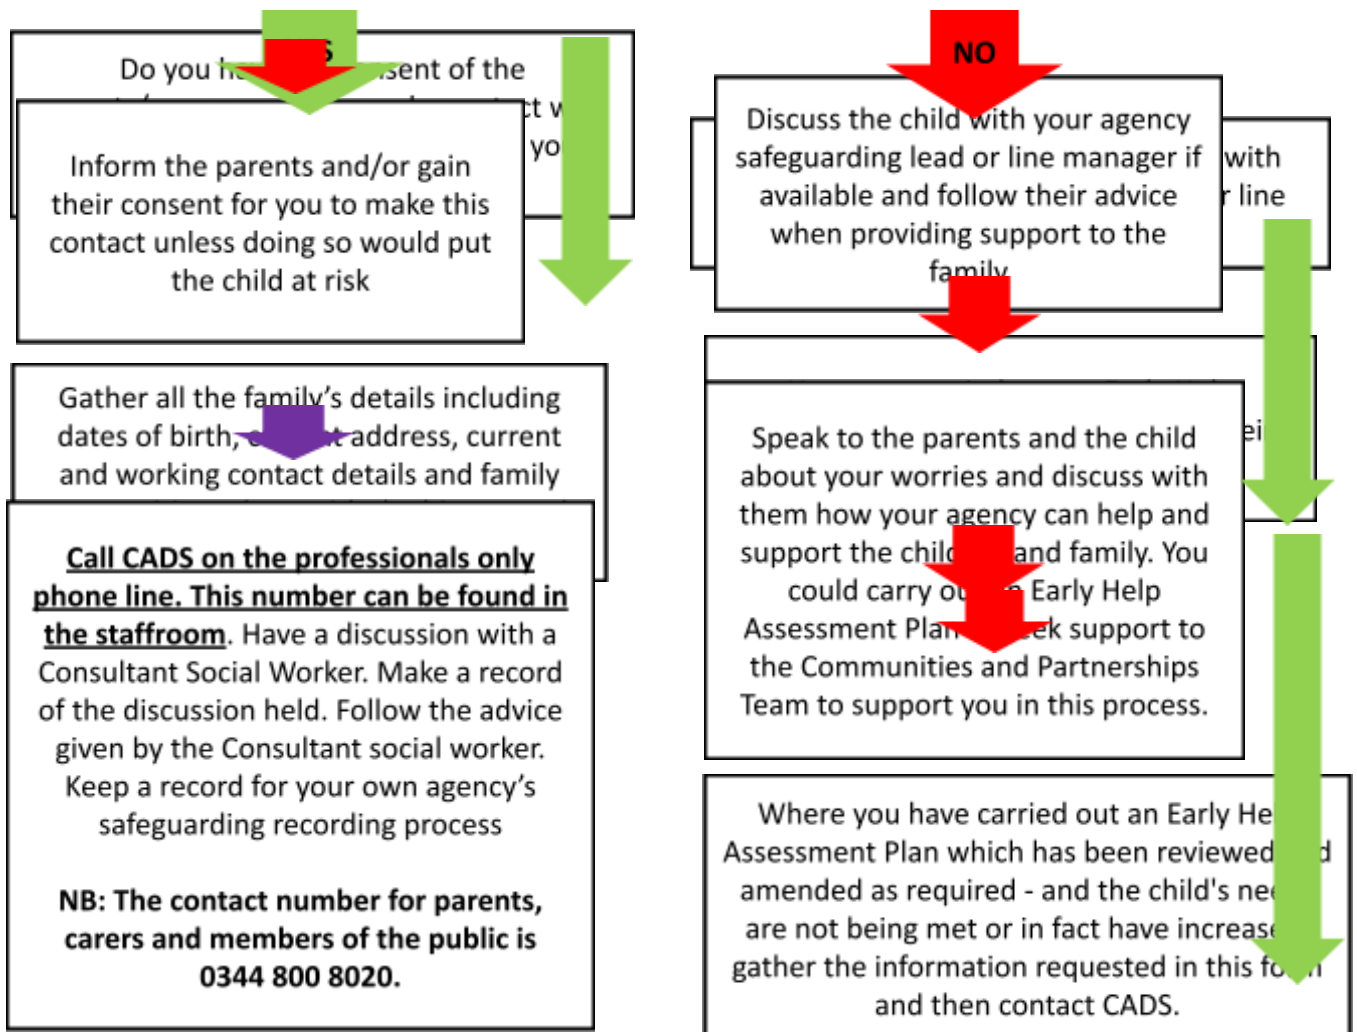 S
Do you h sent of the
ct w
yo
Inform the parents and/or gain
their consent for you to make this
contact unless doing so would put
the child at risk
Gather all the family's details including
dates of birth, address, current
and working contact details and family
Call CADS on the professionals only
phone line. This number can be found in
the staffroom. Have a discussion with a
Consultant Social Worker. Make a record
of the discussion held. Follow the advice
given by the Consultant social worker.
Keep a record for your own agency's
safeguarding recording process
NB: The contact number for parents,
carers and members of the public is
0344 800 8020.
NO
Discuss the child with your agency
safeguarding lead or line manager if
available and follow their advice
when providing support to the
family
with
r line
ei
Speak to the parents and the child
about your worries and discuss with
them how your agency can help and
support the child and family. You
could carry ou n Early Help
Assessment Plan ek support to
the Communities and Partnerships
Team to support you in this process.
Where you have carried out an Early He
Assessment Plan which has been reviewed d
amended as required - and the child's nee
are not being met or in fact have increase
gather the information requested in this fo n
and then contact CADS.